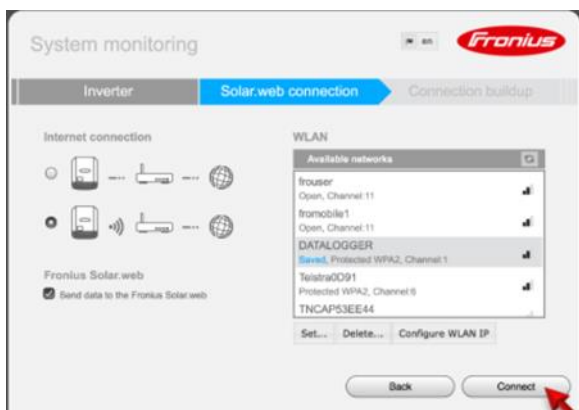 System monitoring
en
Fronius
Inverter
Solar.web connection
Connection buildup
Internet connection
WLAN
Available networks
frouser
Open, Channel:11
fromobile1
Open, Channel:11
DATALOGGER
Saved, Protected WPA2, Channel:1
Telstra0D91
Protected WPA2, Channel:6
TNCAP53EE44
Fronius Solar.web
Send data to the Fronius Solar.web
Set... Delete... Configure WLAN IP
Back
Connect